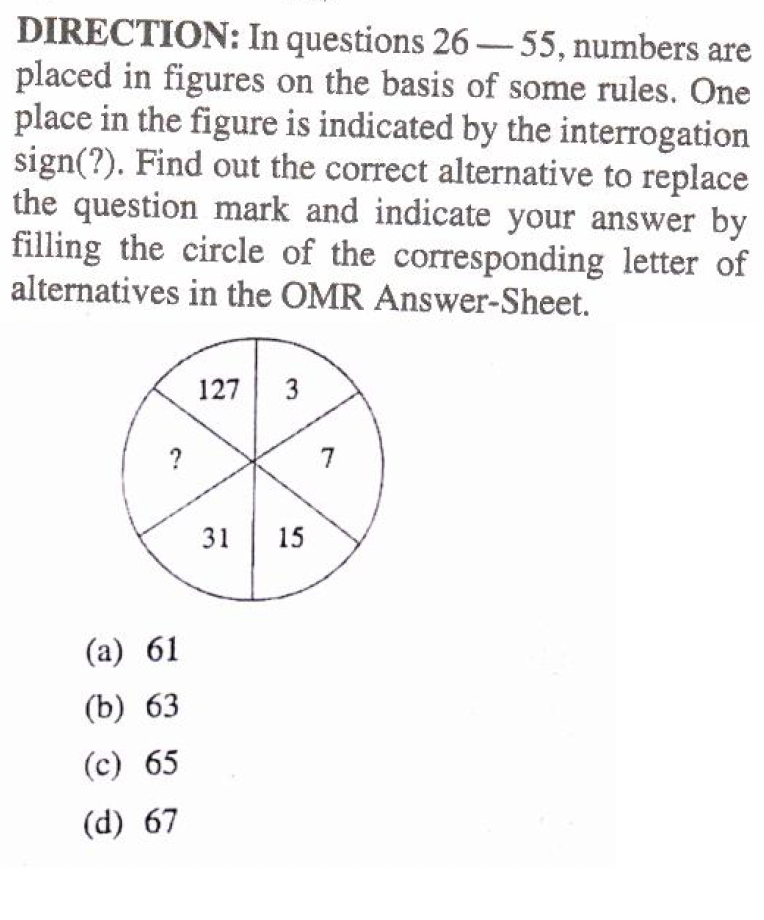 DIRECTION: In questions 26 — 55, numbers are
placed in figures on the basis of some rules. One
place in the figure is indicated by the interrogation
sign(?). Find out the correct alternative to replace
the question mark and indicate your answer by
filling the circle of the corresponding letter of
alternatives in the OMR Answer-Sheet.
127 3
? 7
31 15
(a) 61
(b) 63
(c) 65
(d) 67